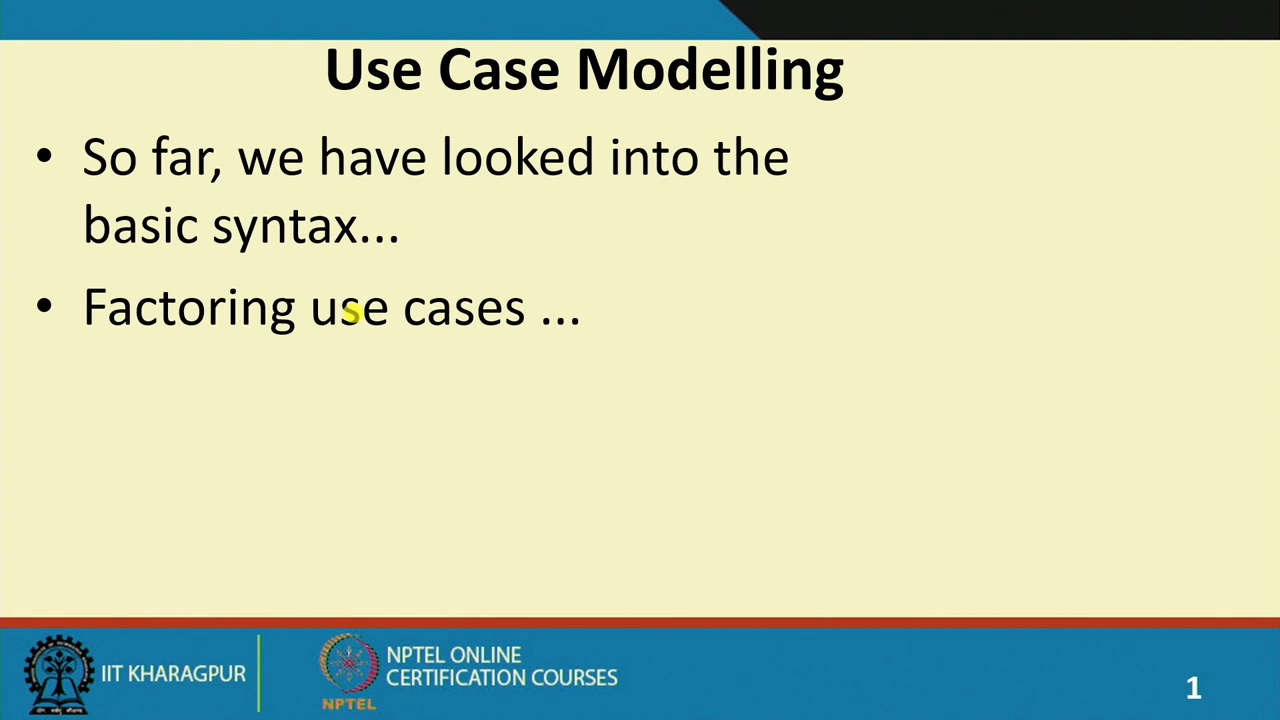 Use Case Modelling
• So far, we have looked into the
basic syntax...
• Factoring use cases ...
IIT KHARAGPUR
NPTEL
NPTEL ONLINE
CERTIFICATION COURSES
1